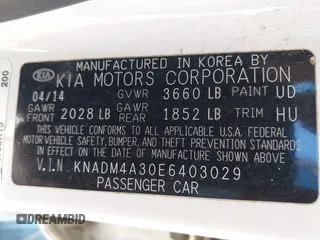 MANUFACTURED IN KOREA BY
KIA KIA MOTORS CORPORATION
04/14 GVWR 3660 LB PAINT UD
GAWR FRONT 2028 LB GAWR REAR 1852 LB TRIM HU
THIS VEHICLE CONFORMS TO ALL APPLICABLE U.S.A. FEDERAL
MOTOR VEHICLE SAFETY, BUMPER, AND THEFT PREVENTION STANDARDS
IN EFFECT ON THE DATE OF MANUFACTURE SHOWN ABOVE.
V.I.N KNADM4A30E6403029
PASSENGER CAR
200
DREAMBID